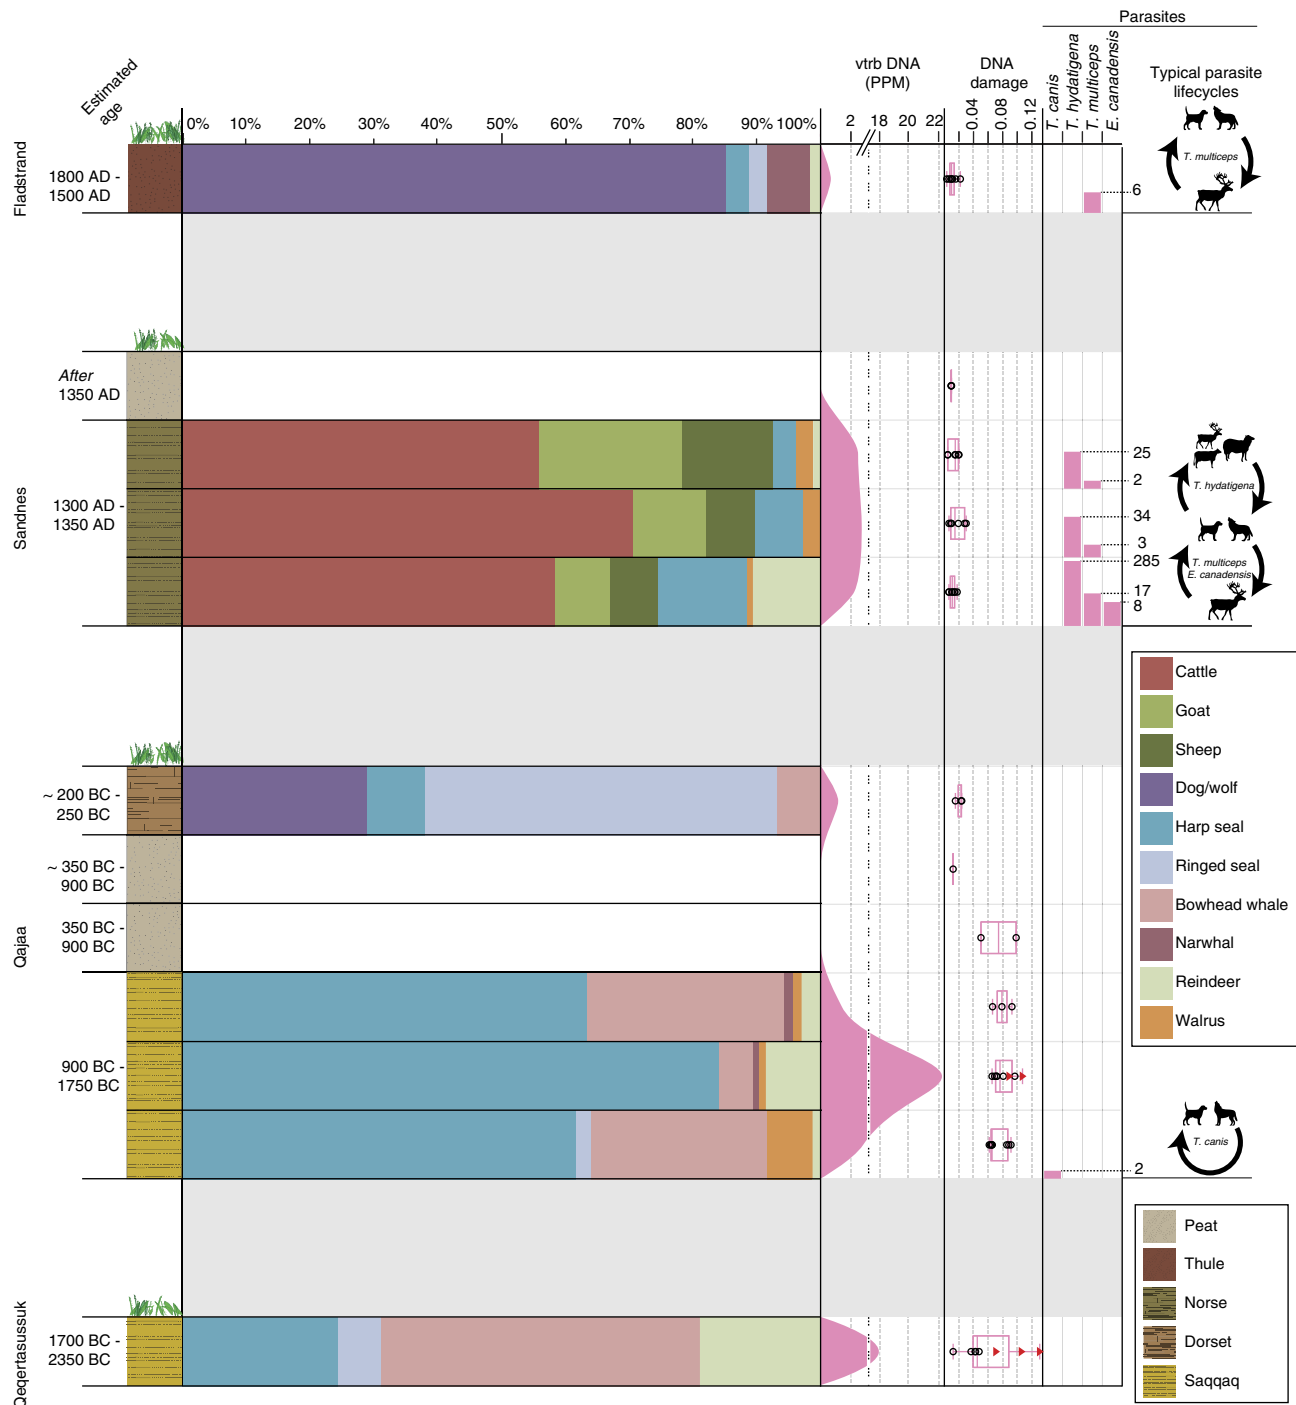 Parasites
Estimated
age
0% 10% 20% 30% 40% 50% 60% 70% 80% 90% 100%
vtrb DNA
(PPM)
2 18 20 22
DNA
damage
0.04 0.08 0.12
T. canis
T. hydatigena
T. multiceps
E. canadensis
Typical parasite
lifecycles
Fladstrand
1800 AD -
1500 AD
6
T. multiceps
Sandnes
After
1350 AD
1300 AD -
1350 AD
25
2
34
3
285
17
8
T. hydatigena
T. multiceps
E. canadensis
Cattle
Goat
Sheep
Dog/wolf
Harp seal
Ringed seal
Bowhead whale
Narwhal
Reindeer
Walrus
Qajaa
~ 200 BC -
250 BC
~ 350 BC -
900 BC
350 BC -
900 BC
900 BC -
1750 BC
2
T. canis
Peat
Thule
Norse
Dorset
Saqqaq
Qeqertasussuk
1700 BC -
2350 BC